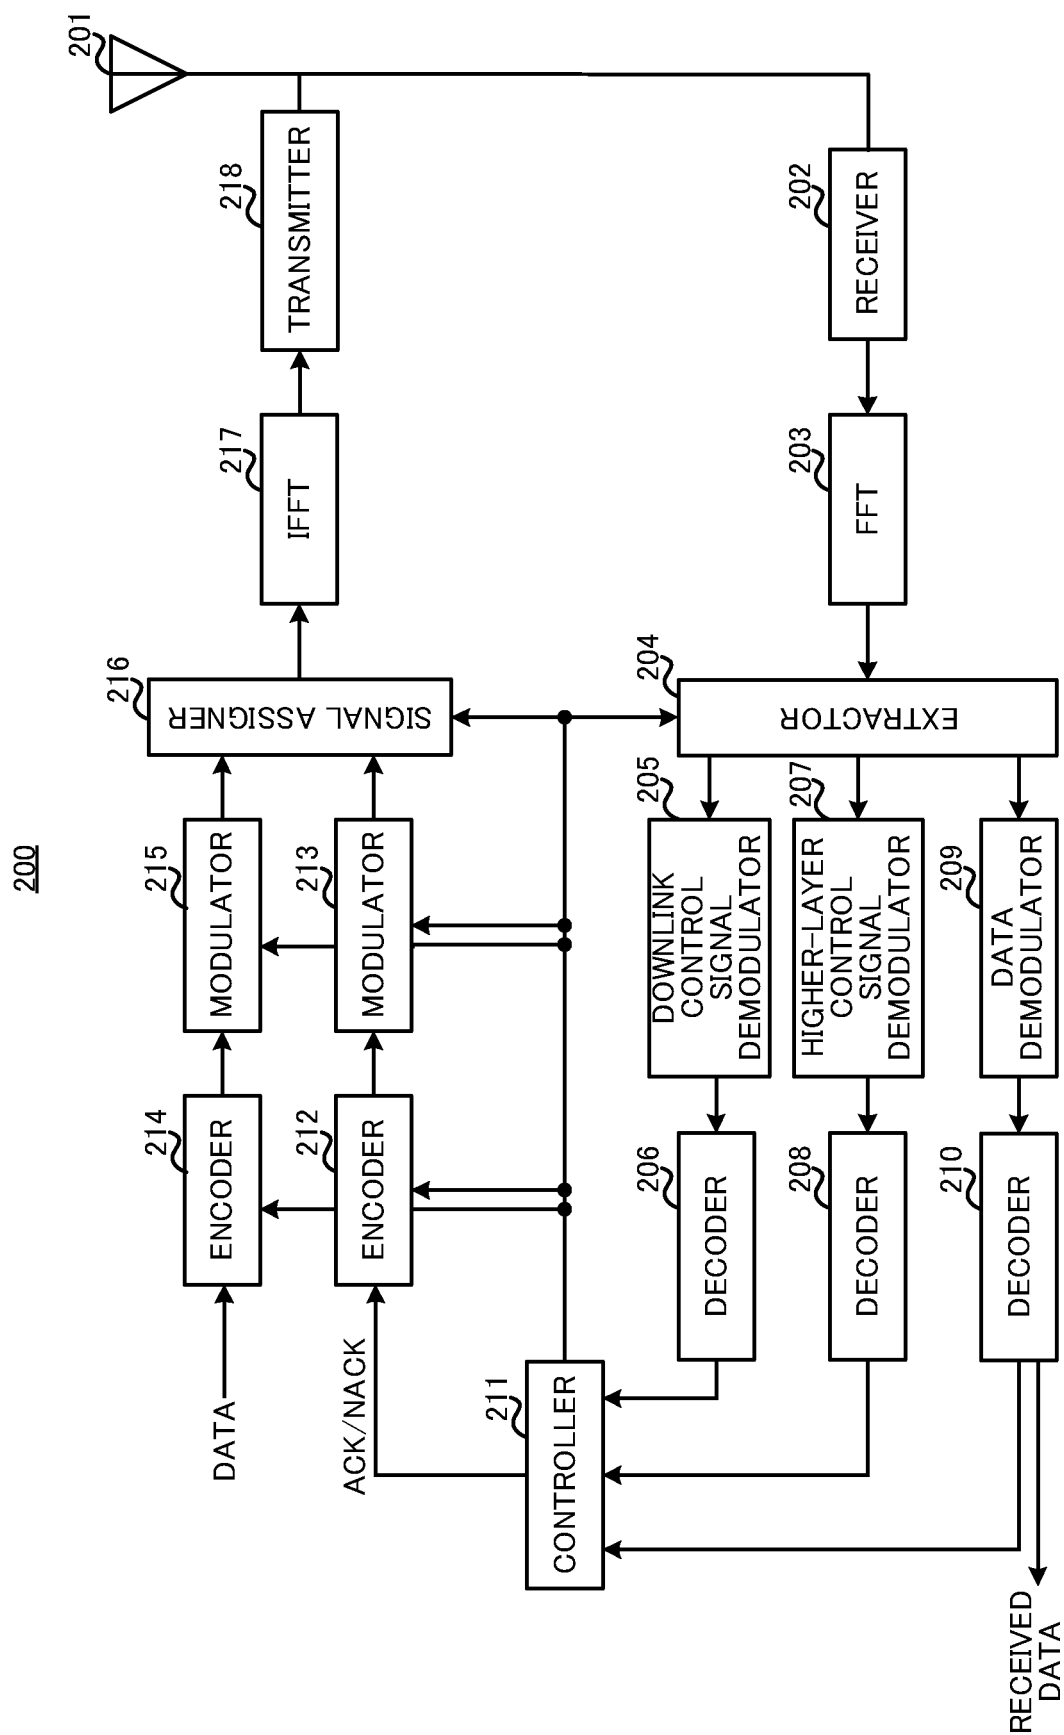 200
201
TRANSMITTER
218
IFFT
217
SIGNAL ASSIGNER
216
MODULATOR
215
MODULATOR
213
ENCODER
214
ENCODER
212
DATA
ACK/NACK
CONTROLLER
211
RECEIVER
202
FFT
203
EXTRACTOR
204
DOWNLINK
CONTROL
SIGNAL
DEMODULATOR
205
HIGHER-LAYER
CONTROL
SIGNAL
DEMODULATOR
207
DATA
DEMODULATOR
209
DECODER
206
DECODER
208
DECODER
210
RECEIVED
DATA